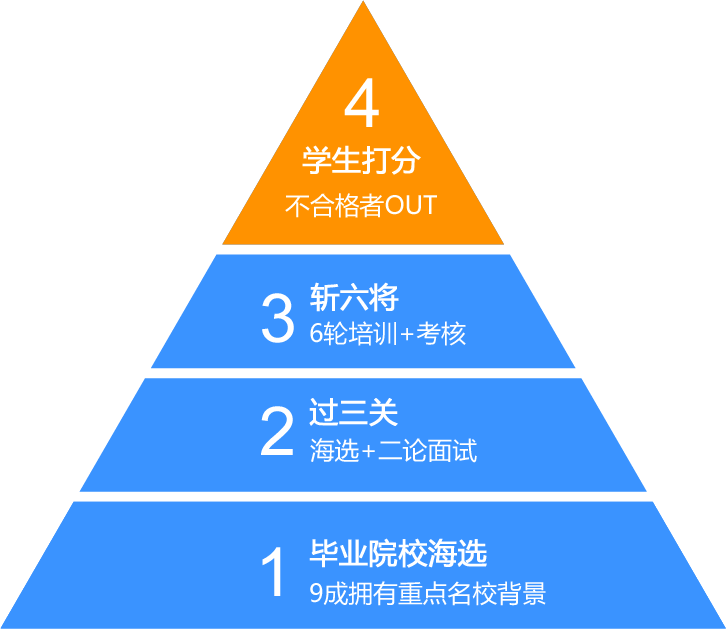 4
学生打分
不合格者OUT
3
斩六将
6轮培训+考核
2
过三关
海选+二论面试
1
毕业院校海选
9成拥有重点名校背景